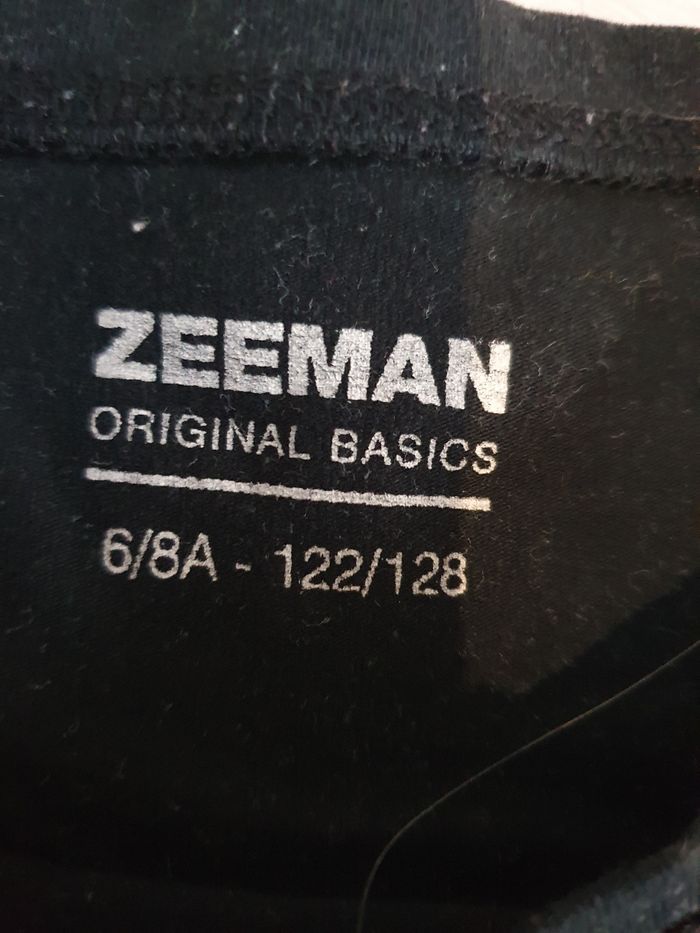 ZEEMAN
ORIGINAL BASICS
6/8A - 122/128